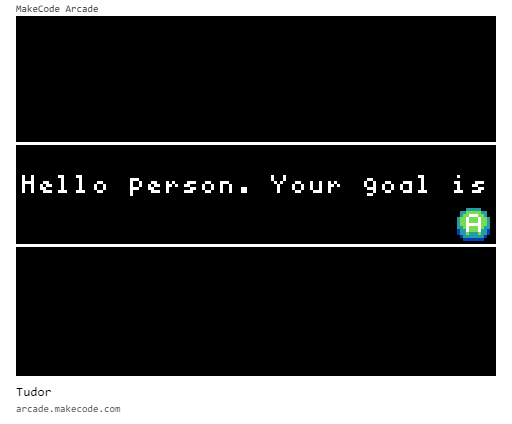 MakeCode Arcade
Hello person. Your goal is
A
Tudor
arcade.makecode.com